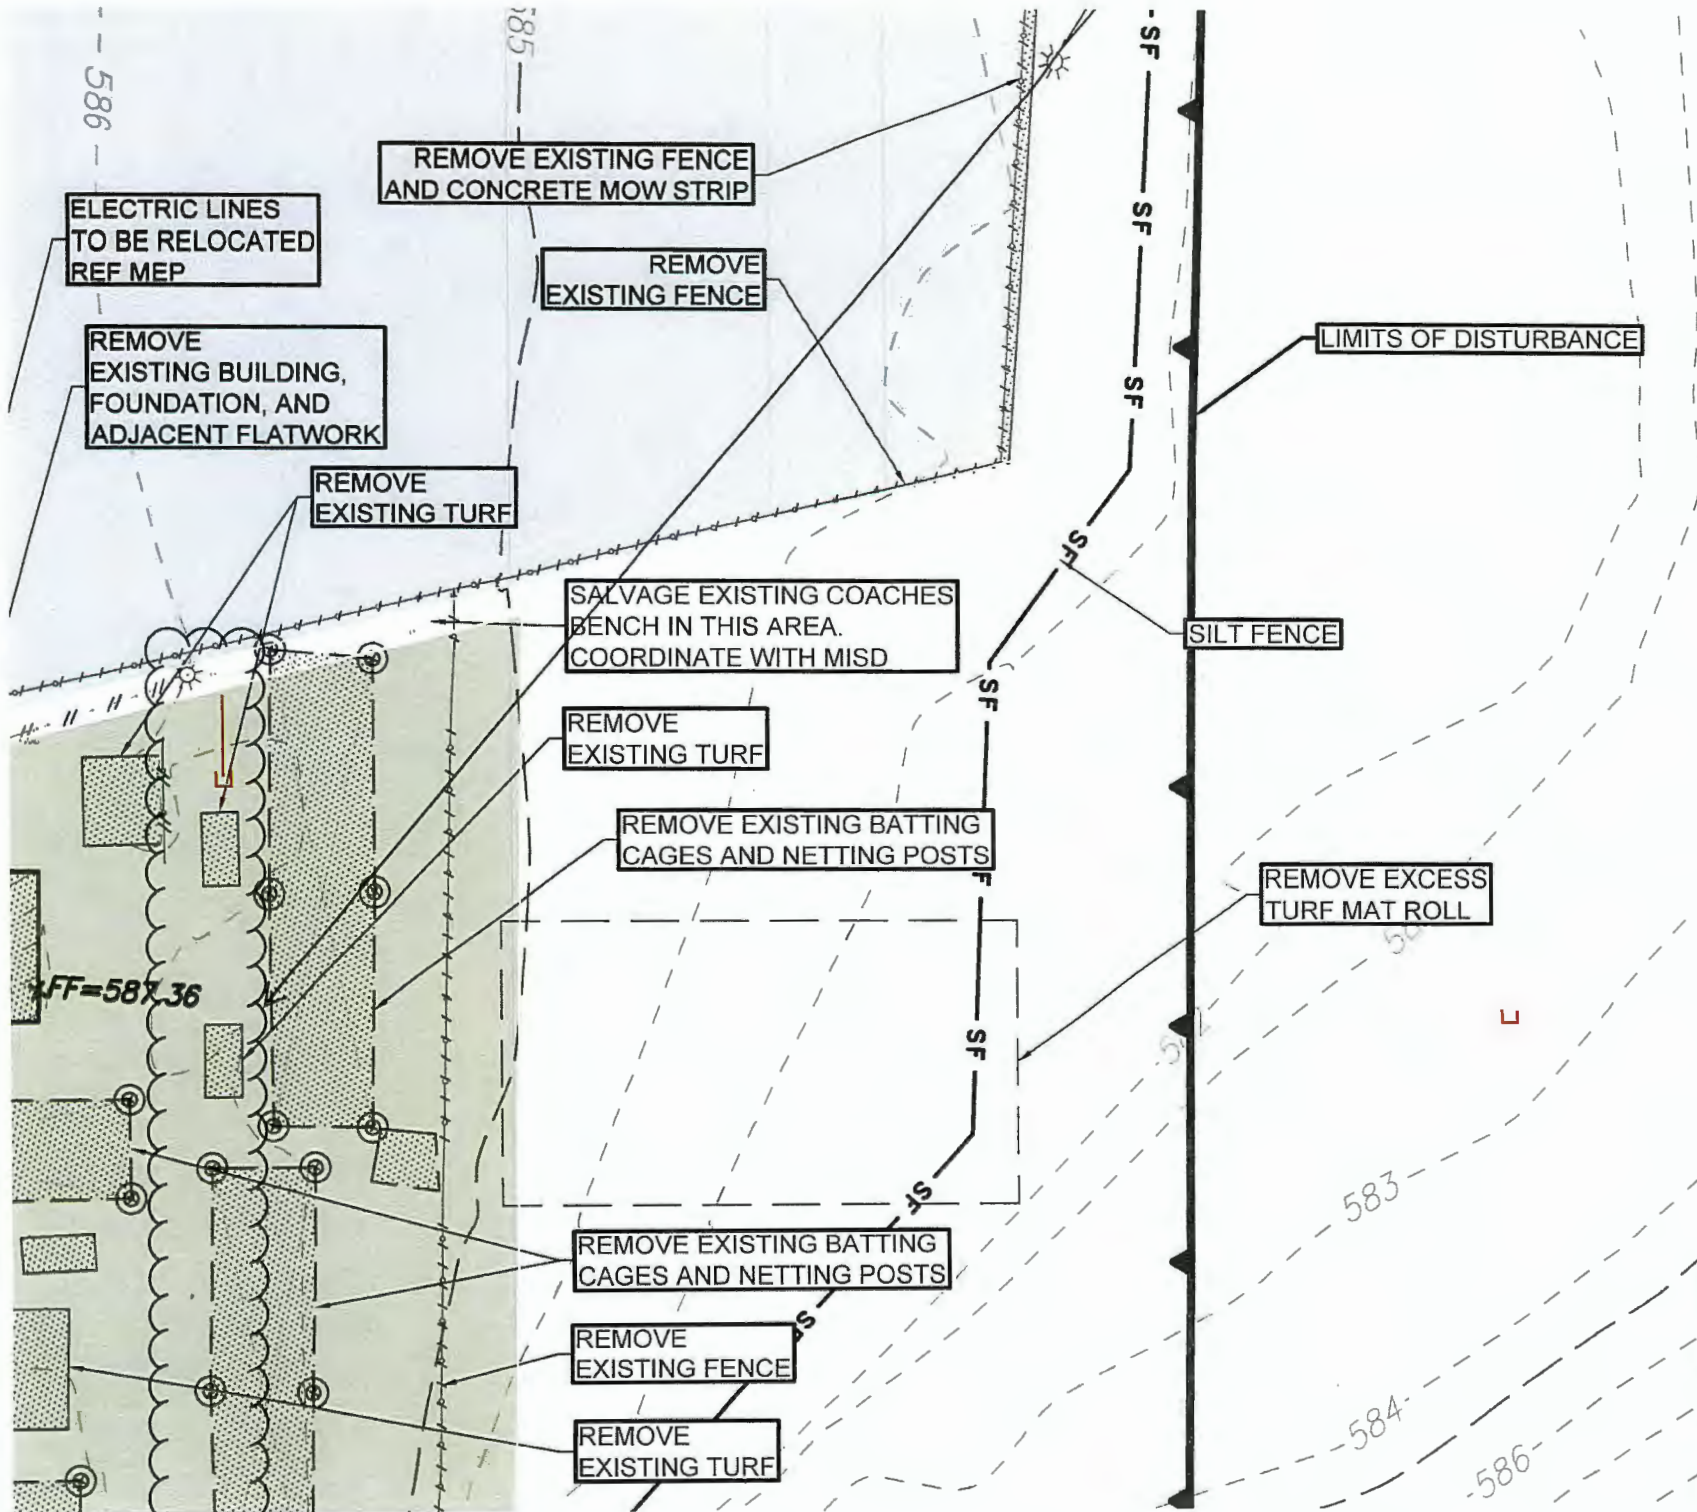 586
585
REMOVE EXISTING FENCE
AND CONCRETE MOW STRIP
ELECTRIC LINES
TO BE RELOCATED
REF MEP
REMOVE
EXISTING FENCE
REMOVE
EXISTING BUILDING,
FOUNDATION, AND
ADJACENT FLATWORK
LIMITS OF DISTURBANCE
REMOVE
EXISTING TURF
SF
SF
SF
SF
SALVAGE EXISTING COACHES
BENCH IN THIS AREA.
COORDINATE WITH MISD
SILT FENCE
SF
REMOVE
EXISTING TURF
REMOVE EXISTING BATTING
CAGES AND NETTING POSTS
F
REMOVE EXCESS
TURF MAT ROLL
FF=587.36
SF
583
SF
REMOVE EXISTING BATTING
CAGES AND NETTING POSTS
SF
REMOVE
EXISTING FENCE
584
REMOVE
EXISTING TURF
586